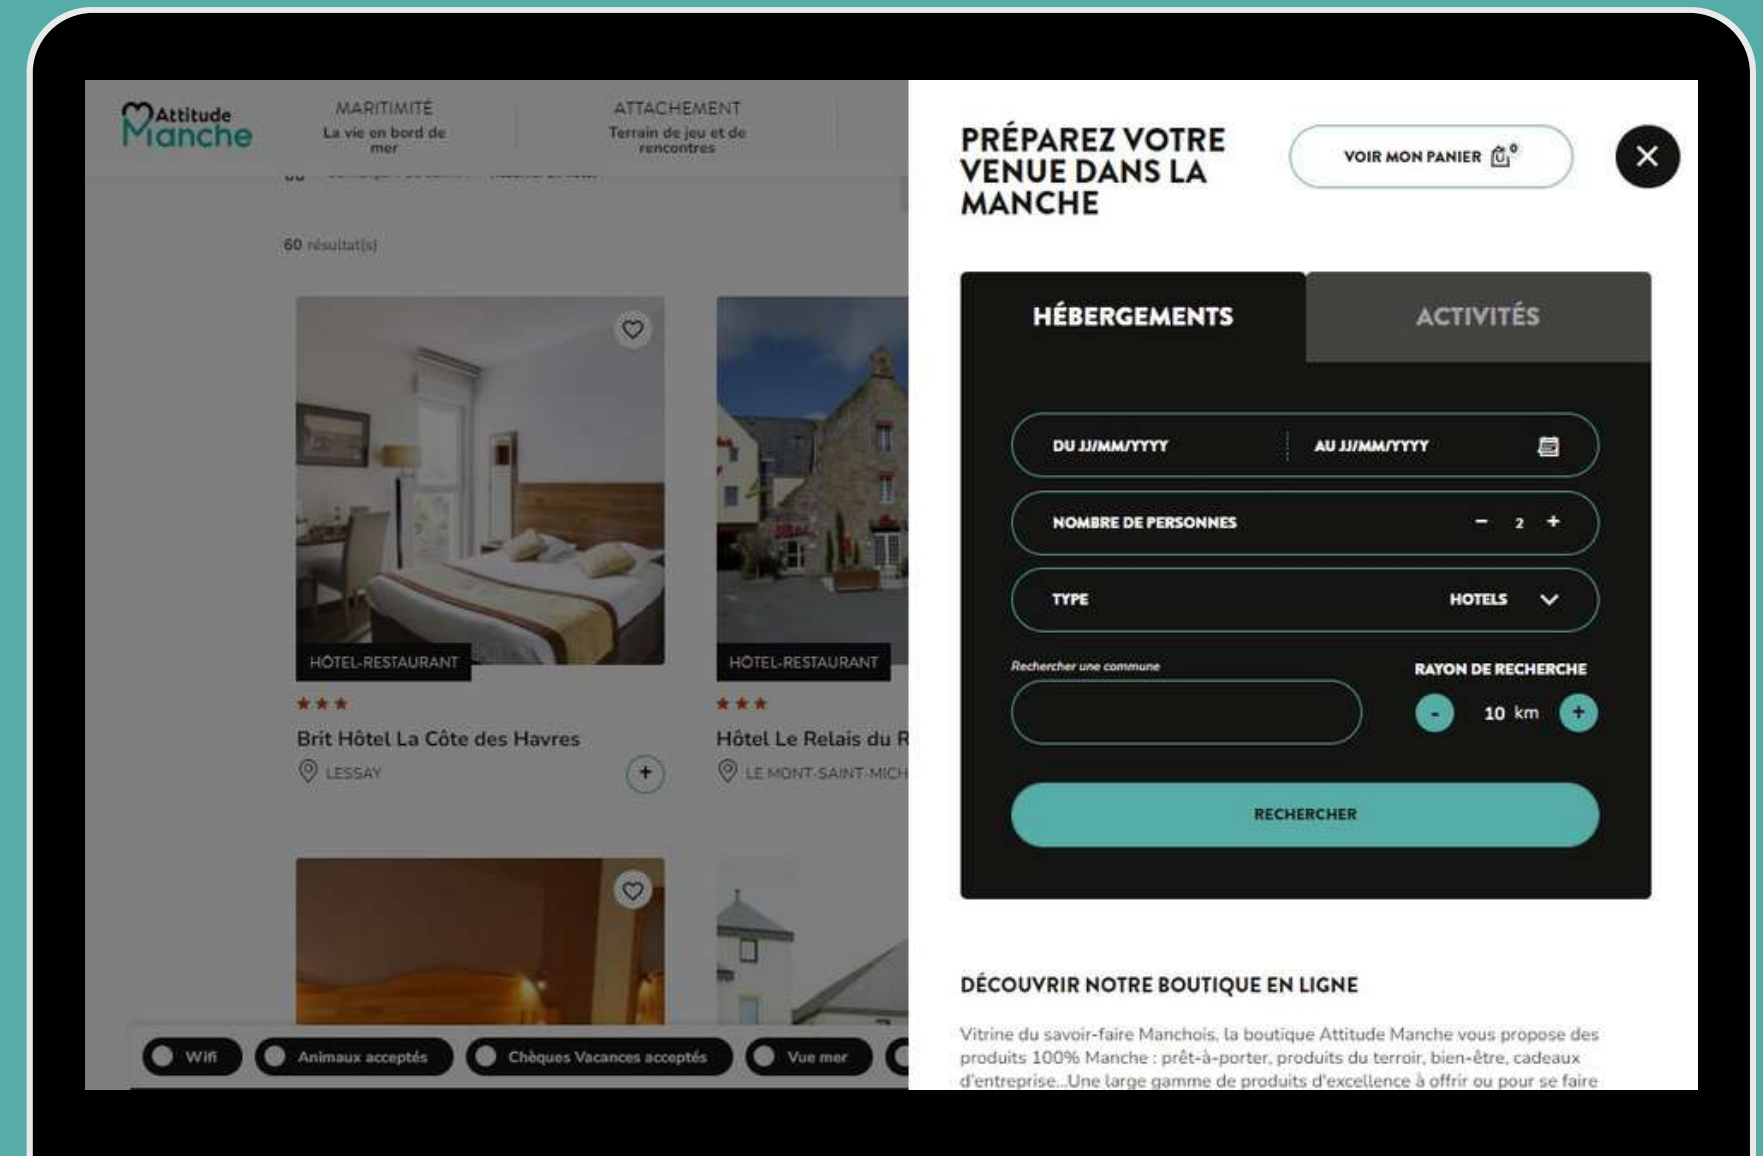 Attitude
Manche
MARITIMITÉ
La vie en bord de
mer
ATTACHEMENT
Terrain de jeu et de
rencontres
60 résultat(s)
HÔTEL-RESTAURANT
Brit Hôtel La Côte des Havres
LESSAY
+
HÔTEL-RESTAURANT
Hôtel Le Relais du R
LE MONT-SAINT-MICH
Wifi
Animaux acceptés
Chèques Vacances acceptés
Vue mer
PRÉPAREZ VOTRE
VENUE DANS LA
MANCHE
VOIR MON PANIER 0
HÉBERGEMENTS
ACTIVITÉS
DU JJ/MM/YYYY
AU JJ/MM/YYYY
NOMBRE DE PERSONNES
- 2 +
TYPE
HOTELS
Rechercher une commune
RAYON DE RECHERCHE
- 10 km +
RECHERCHER
DÉCOUVRIR NOTRE BOUTIQUE EN LIGNE
Vitrine du savoir-faire Manchois, la boutique Attitude Manche vous propose des
produits 100% Manche : prêt-à-porter, produits du terroir, bien-être, cadeaux
d'entreprise...Une large gamme de produits d'excellence à offrir ou pour se faire